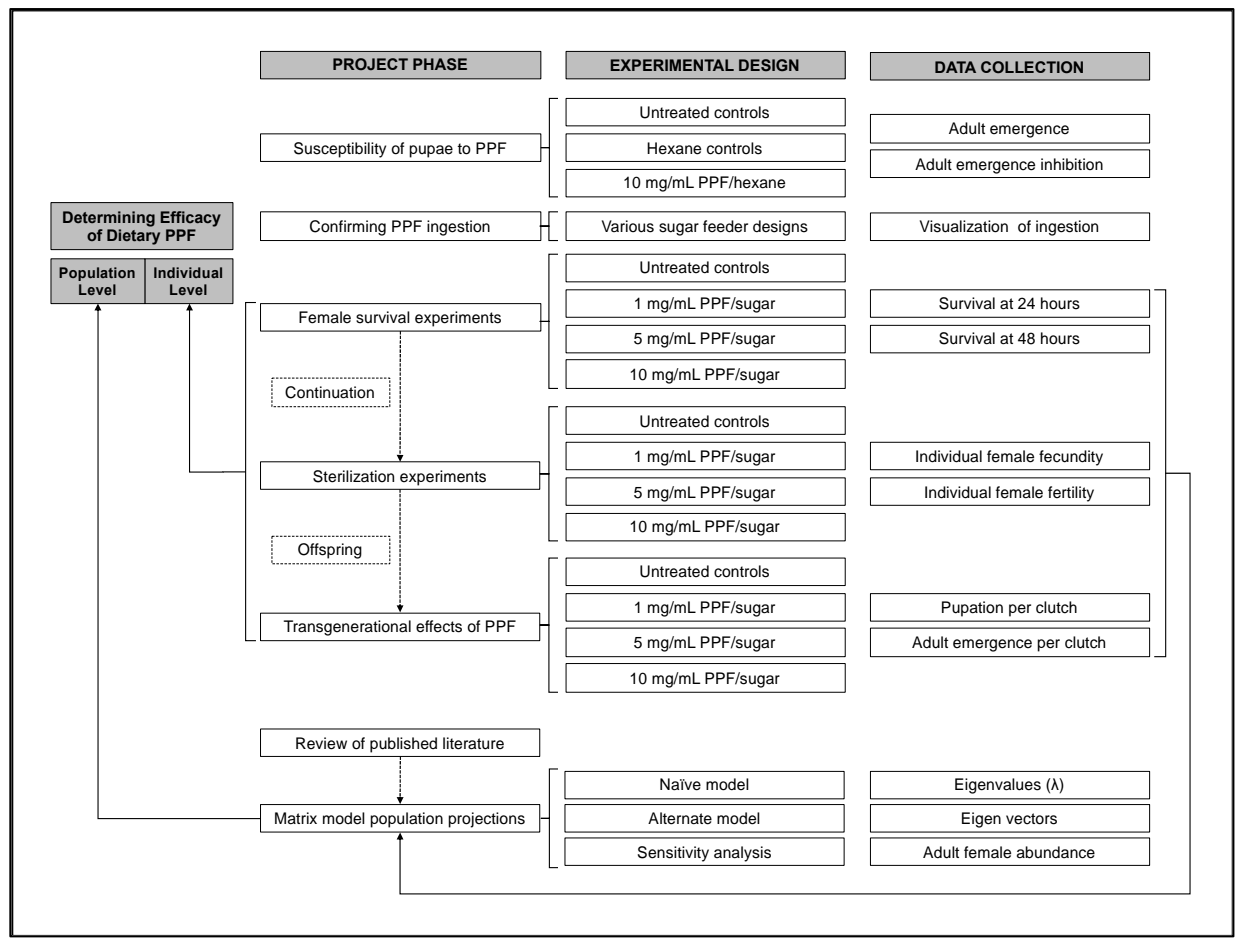 PROJECT PHASE
EXPERIMENTAL DESIGN
DATA COLLECTION
Susceptibility of pupae to PPF
Untreated controls
Hexane controls
10 mg/mL PPF/hexane
Adult emergence
Adult emergence inhibition
Determining Efficacy
of Dietary PPF
Population
Level
Individual
Level
Confirming PPF ingestion
Various sugar feeder designs
Visualization of ingestion
Female survival experiments
Untreated controls
1 mg/mL PPF/sugar
5 mg/mL PPF/sugar
10 mg/mL PPF/sugar
Survival at 24 hours
Survival at 48 hours
Continuation
Sterilization experiments
Untreated controls
1 mg/mL PPF/sugar
5 mg/mL PPF/sugar
10 mg/mL PPF/sugar
Individual female fecundity
Individual female fertility
Offspring
Transgenerational effects of PPF
Untreated controls
1 mg/mL PPF/sugar
5 mg/mL PPF/sugar
10 mg/mL PPF/sugar
Pupation per clutch
Adult emergence per clutch
Review of published literature
Matrix model population projections
Naïve model
Alternate model
Sensitivity analysis
Eigenvalues (λ)
Eigen vectors
Adult female abundance